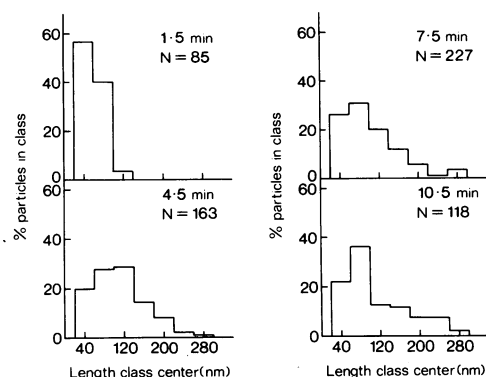 60
40
20
0
% particles in class
1·5 min
N = 85
60
40
20
0
% particles in class
7·5 min
N = 227
60
40
20
0
4·5 min
N = 163
40 120 200 280
Length class center (nm)
60
40
20
0
10·5 min
N = 118
40 120 200 280
Length class center (nm)